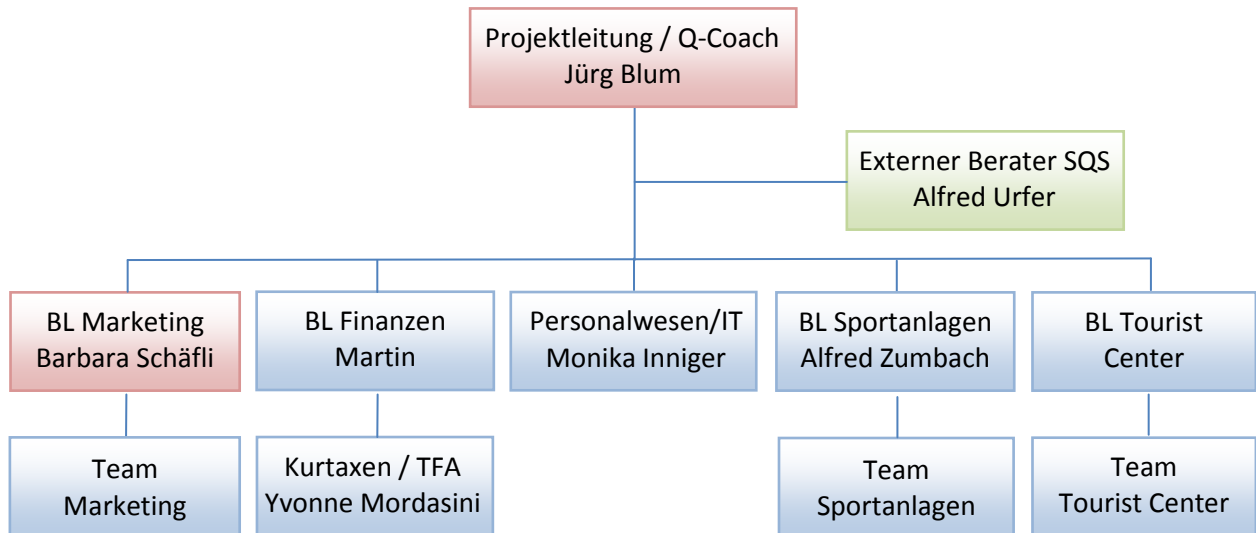 Projektleitung / Q-Coach
Jürg Blum
Externer Berater SQS
Alfred Urfer
BL Marketing
Barbara Schäfli
BL Finanzen
Martin
Personalwesen/IT
Monika Inniger
BL Sportanlagen
Alfred Zumbach
BL Tourist
Center
Team
Marketing
Kurtaxen / TFA
Yvonne Mordasini
Team
Sportanlagen
Team
Tourist Center